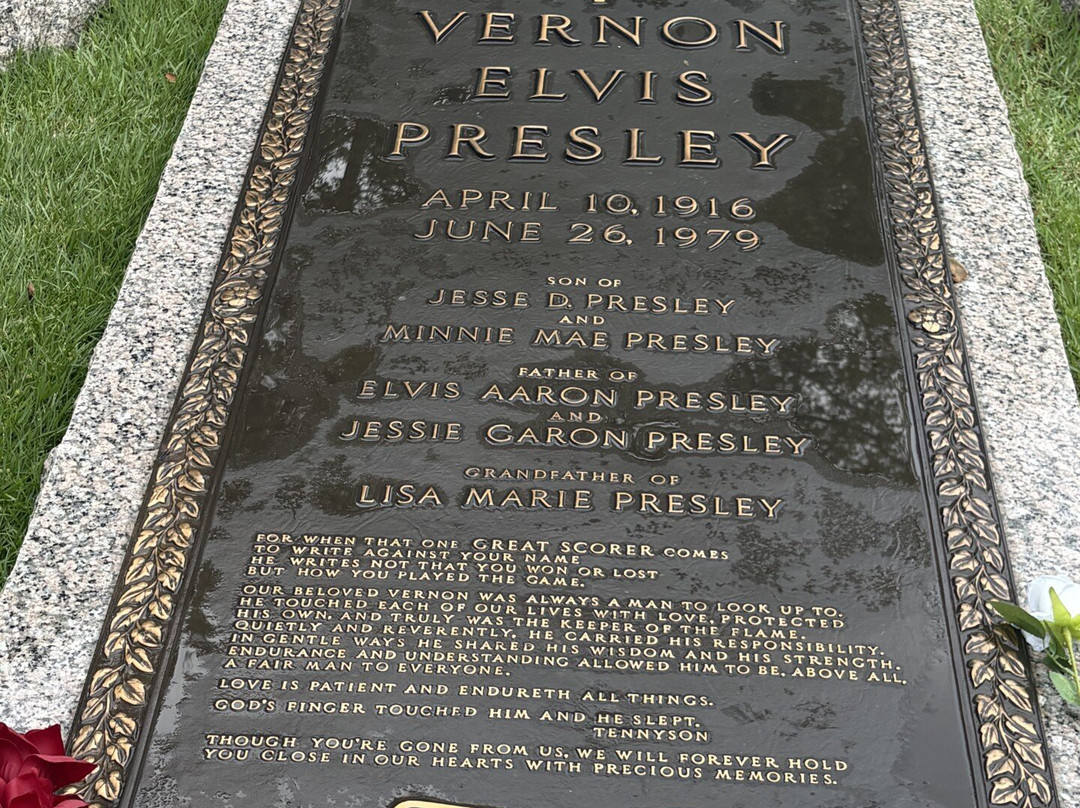 VERNON
ELVIS
PRESLEY
APRIL 10, 1916
JUNE 26, 1979
SON OF
JESSE D. PRESLEY
AND
MINNIE MAE PRESLEY
FATHER OF
ELVIS AARON PRESLEY
AND
JESSIE GARON PRESLEY
GRANDFATHER OF
LISA MARIE PRESLEY
FOR WHEN THAT ONE GREAT SCORER COMES
TO WRITE AGAINST YOUR NAME
HE WRITES NOT THAT YOU WON OR LOST
BUT HOW YOU PLAYED THE GAME.
OUR BELOVED VERNON WAS ALWAYS A MAN TO LOOK UP TO.
HE TOUCHED EACH OF OUR LIVES WITH LOVE, PROTECTED
HIS OWN, AND TRULY WAS THE KEEPER OF THE FLAME.
QUIETLY AND REVERENTLY, HE CARRIED HIS RESPONSIBILITY.
IN GENTLE WAYS HE SHARED HIS WISDOM AND HIS STRENGTH.
ENDURANCE AND UNDERSTANDING ALLOWED HIM TO BE, ABOVE ALL,
A FAIR MAN TO EVERYONE.
LOVE IS PATIENT AND ENDURETH ALL THINGS.
GOD'S FINGER TOUCHED HIM AND HE SLEPT.
TENNYSON
THOUGH YOU'RE GONE FROM US, WE WILL FOREVER HOLD
YOU CLOSE IN OUR HEARTS WITH PRECIOUS MEMORIES.